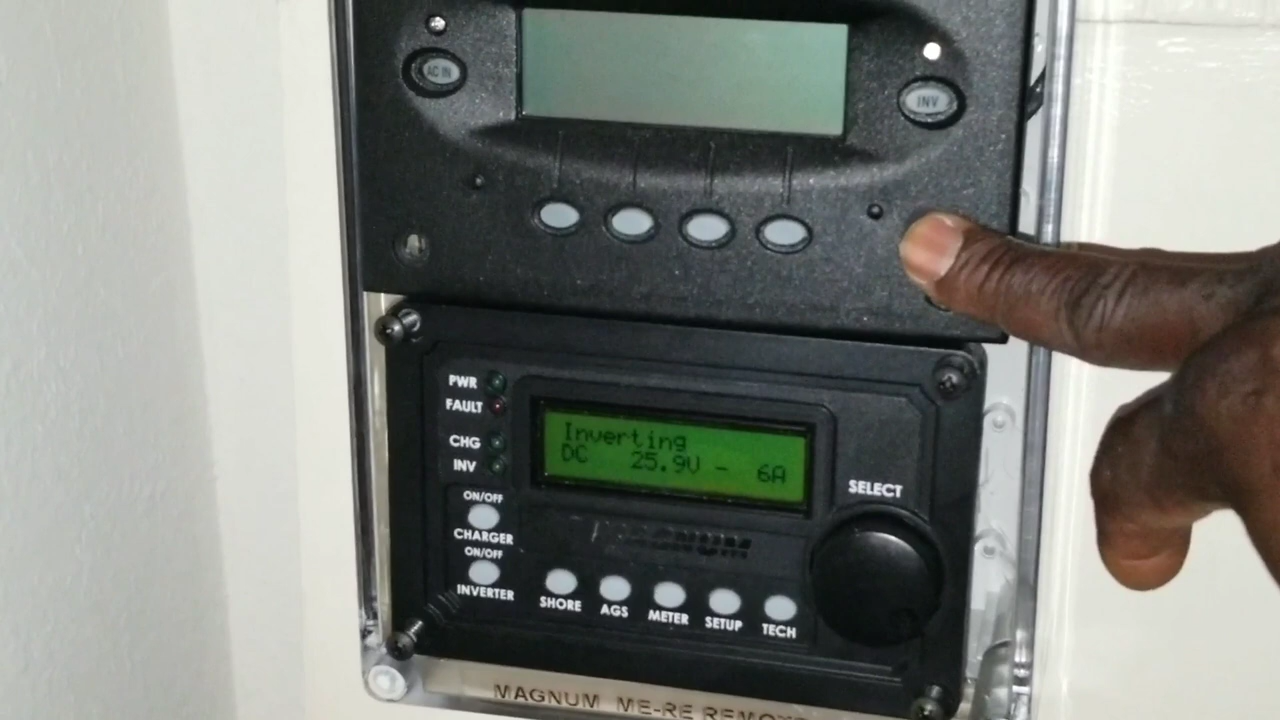 AC IN
INV
PWR
FAULT
CHG
INV
Inverting
DC 25.9V - 6A
ON/OFF
CHARGER
ON/OFF
INVERTER
SELECT
MAGNUM
SHORE
AGS
METER
SETUP
TECH
MAGNUM ME-RE REMOTE